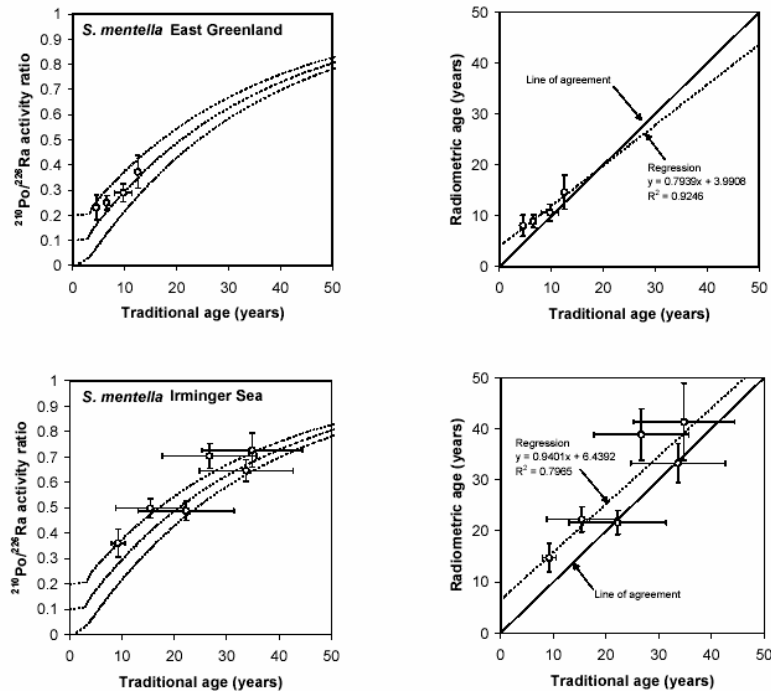 S. mentella East Greenland
²¹⁰Po/²²⁶Ra activity ratio
1
0.9
0.8
0.7
0.6
0.5
0.4
0.3
0.2
0.1
0
0 10 20 30 40 50
Traditional age (years)
Radiometric age (years)
50
40
30
20
10
0
Line of agreement
Regression
y = 0.7939x + 3.9908
R² = 0.9246
0 10 20 30 40 50
Traditional age (years)
S. mentella Irminger Sea
²¹⁰Po/²²⁶Ra activity ratio
1
0.9
0.8
0.7
0.6
0.5
0.4
0.3
0.2
0.1
0
0 10 20 30 40 50
Traditional age (years)
Radiometric age (years)
50
40
30
20
10
0
Regression
y = 0.9401x + 6.4392
R² = 0.7965
Line of agreement
0 10 20 30 40 50
Traditional age (years)